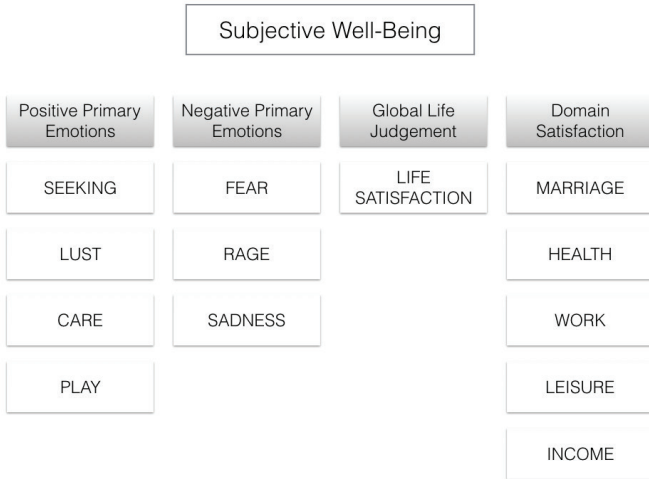 Subjective Well-Being
Positive Primary
Emotions
SEEKING
LUST
CARE
PLAY
Negative Primary
Emotions
FEAR
RAGE
SADNESS
Global Life
Judgement
LIFE
SATISFACTION
Domain
Satisfaction
MARRIAGE
HEALTH
WORK
LEISURE
INCOME